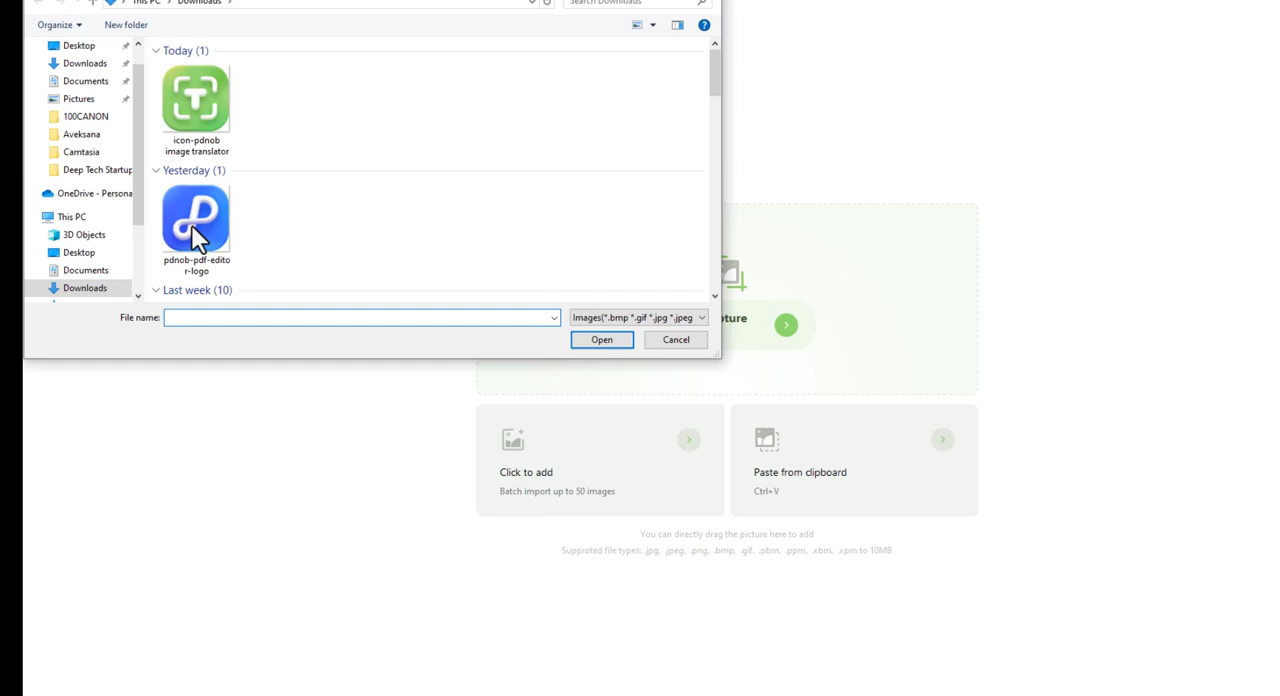 This PC > Downloads >
Search Downloads
Organize
New folder
Desktop
Downloads
Documents
Pictures
100CANON
Aveksana
Camtasia
Deep Tech Startup
OneDrive - Persona
This PC
3D Objects
Desktop
Documents
Downloads
Today (1)
icon-pdnob
image translator
Yesterday (1)
pdnob-pdf-edito
r-logo
Last week (10)
File name:
Images(*.bmp *.gif *.jpg *.jpeg
Open
Cancel
pture
Click to add
Batch import up to 50 images
Paste from clipboard
Ctrl+V
You can directly drag the picture here to add
Supproted file types: .jpg, .jpeg, .png, .bmp, .gif, .pbm, .ppm, .xbm, .xpm to 10MB